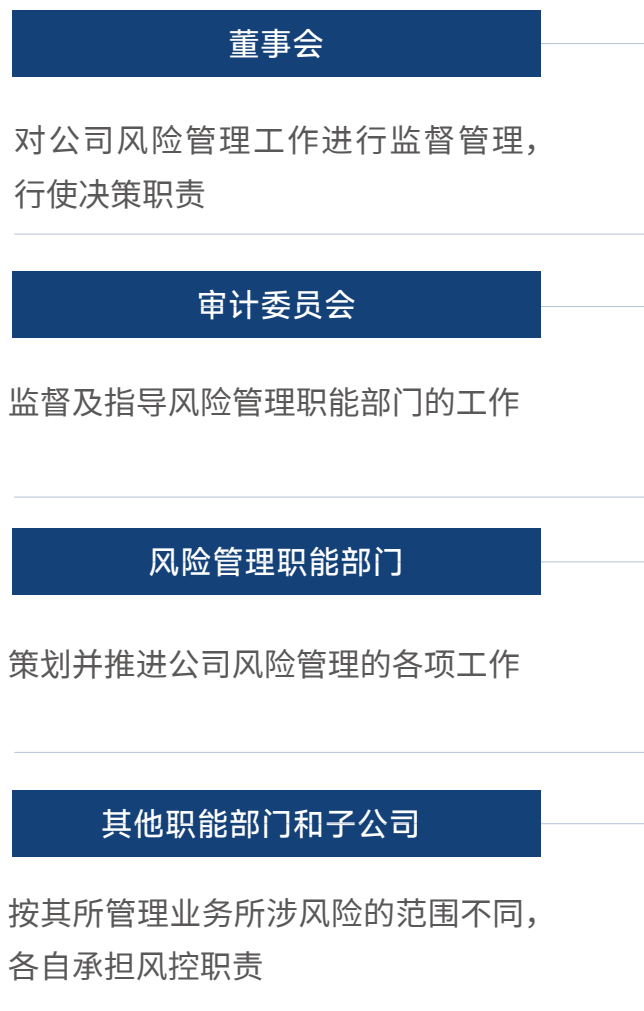 董事会
对公司风险管理工作进行监督管理，
行使决策职责
审计委员会
监督及指导风险管理职能部门的工作
风险管理职能部门
策划并推进公司风险管理的各项工作
其他职能部门和子公司
按其所管理业务所涉风险的范围不同，
各自承担风控职责